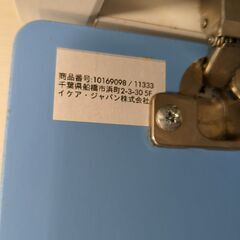 商品番号:10169098 / 11333
千葉県船橋市浜町2-3-30 5F
イケア・ジャパン株式会社